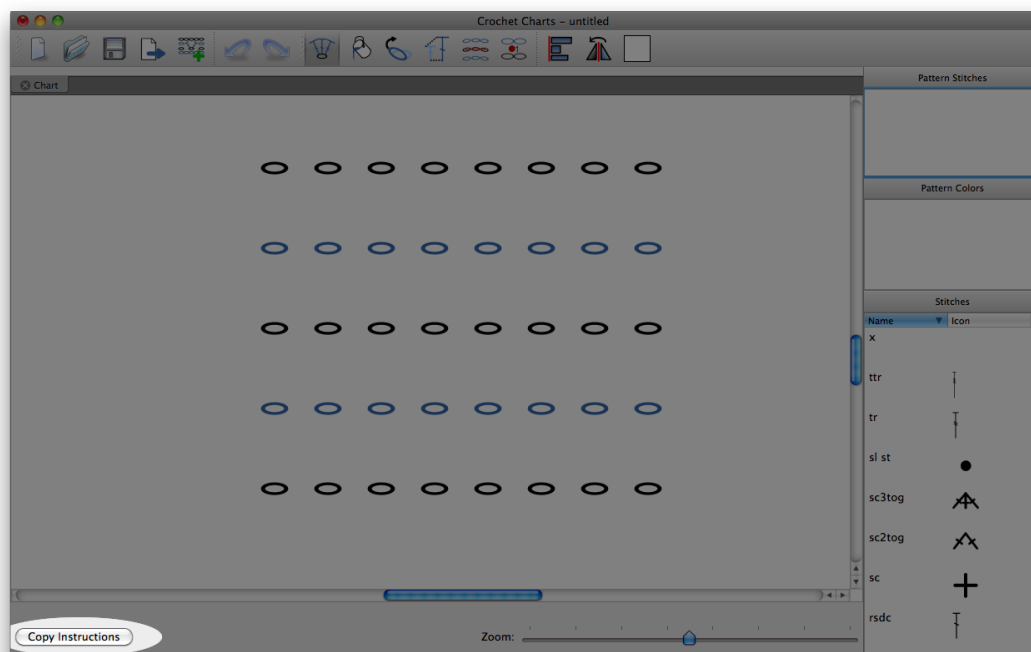 Crochet Charts – untitled
Chart
Pattern Stitches
Pattern Colors
Stitches
Name Icon
x
ttr
tr
sl st
sc3tog
sc2tog
sc
rsdc
Copy Instructions
Zoom: